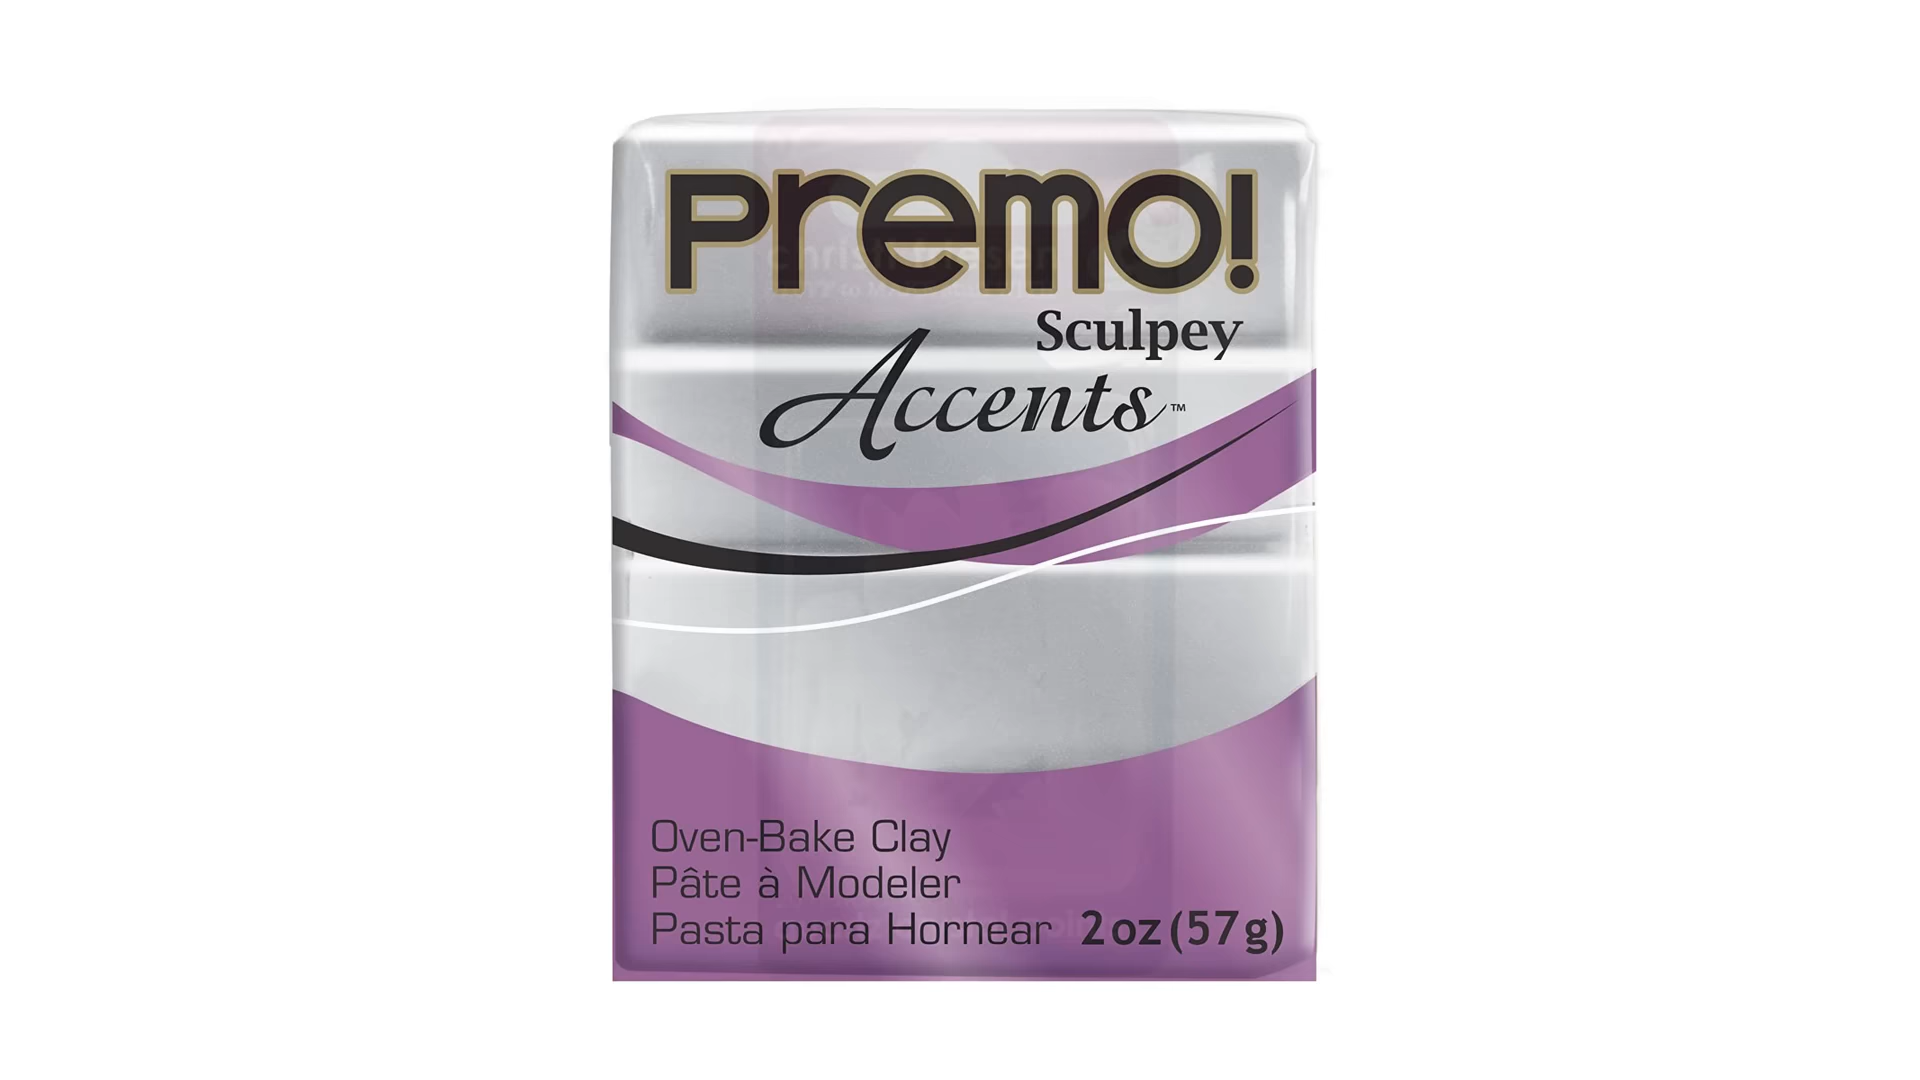 Premo!
Sculpey
Accents™
Oven-Bake Clay
Pâte à Modeler
Pasta para Hornear 2 oz (57 g)